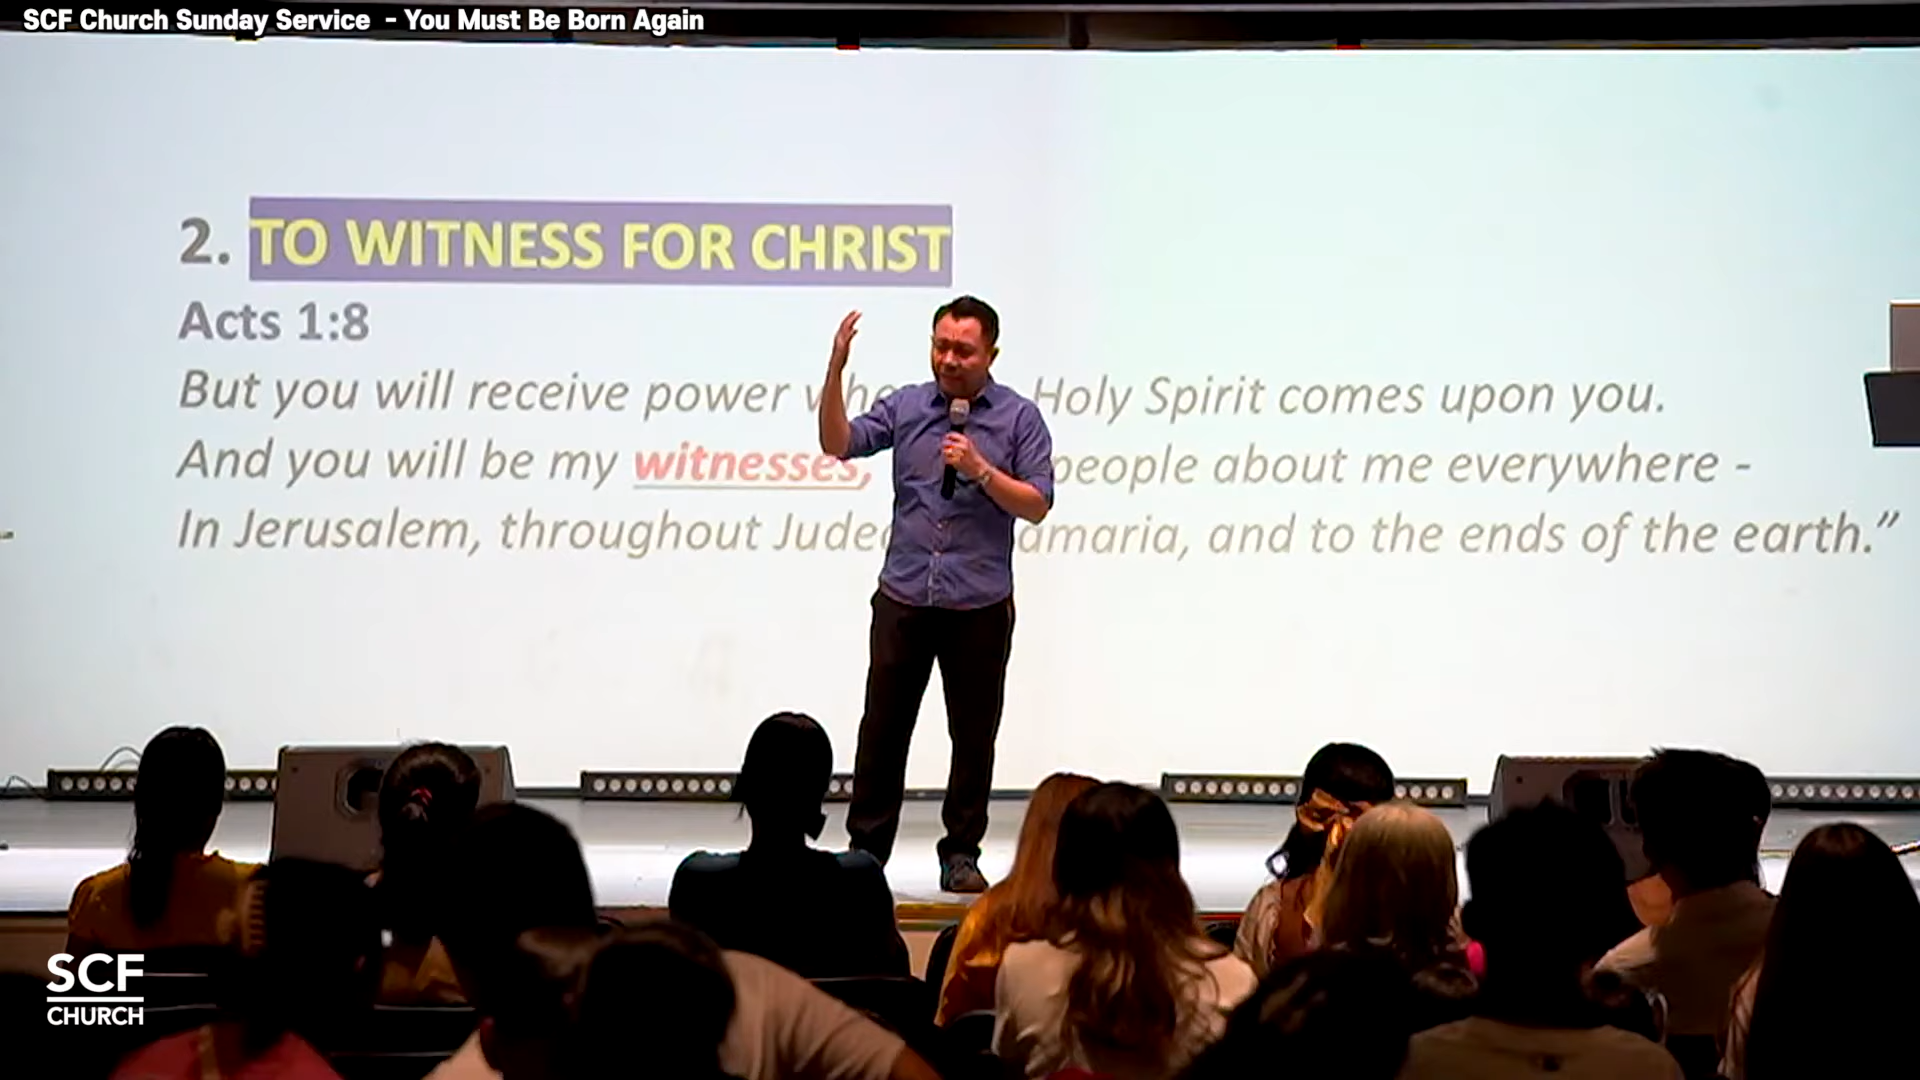 SCF Church Sunday Service - You Must Be Born Again
2. TO WITNESS FOR CHRIST
Acts 1:8
But you will receive power Holy Spirit comes upon you.
And you will be my witnesses, people about me everywhere -
In Jerusalem, throughout and to the ends of the earth.”
SCF
CHURCH